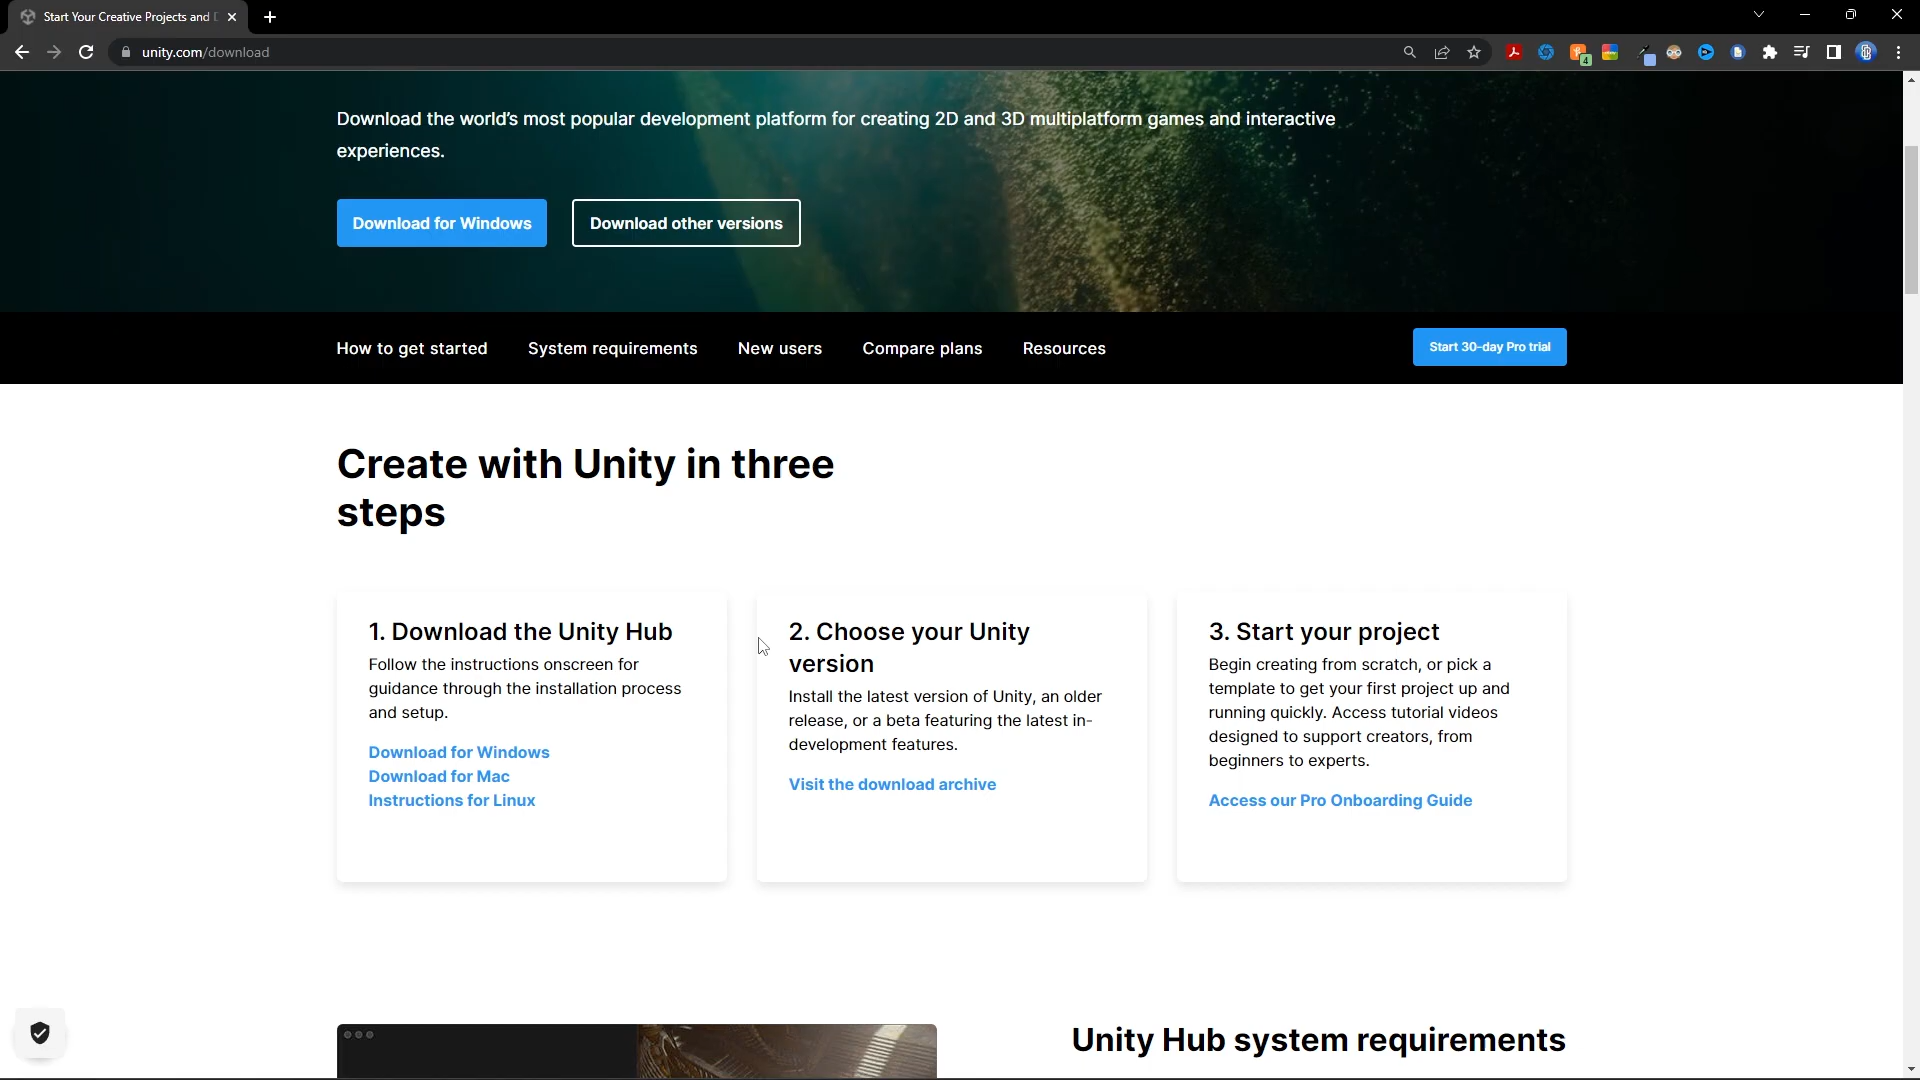 Start Your Creative Projects and D
unity.com/download
4
Download the world's most popular development platform for creating 2D and 3D multiplatform games and interactive
experiences.
Download for Windows
Download other versions
How to get started
System requirements
New users
Compare plans
Resources
Start 30-day Pro trial
Create with Unity in three
steps
1. Download the Unity Hub
Follow the instructions onscreen for
guidance through the installation process
and setup.
Download for Windows
Download for Mac
Instructions for Linux
2. Choose your Unity
version
Install the latest version of Unity, an older
release, or a beta featuring the latest in-
development features.
Visit the download archive
3. Start your project
Begin creating from scratch, or pick a
template to get your first project up and
running quickly. Access tutorial videos
designed to support creators, from
beginners to experts.
Access our Pro Onboarding Guide
Unity Hub system requirements